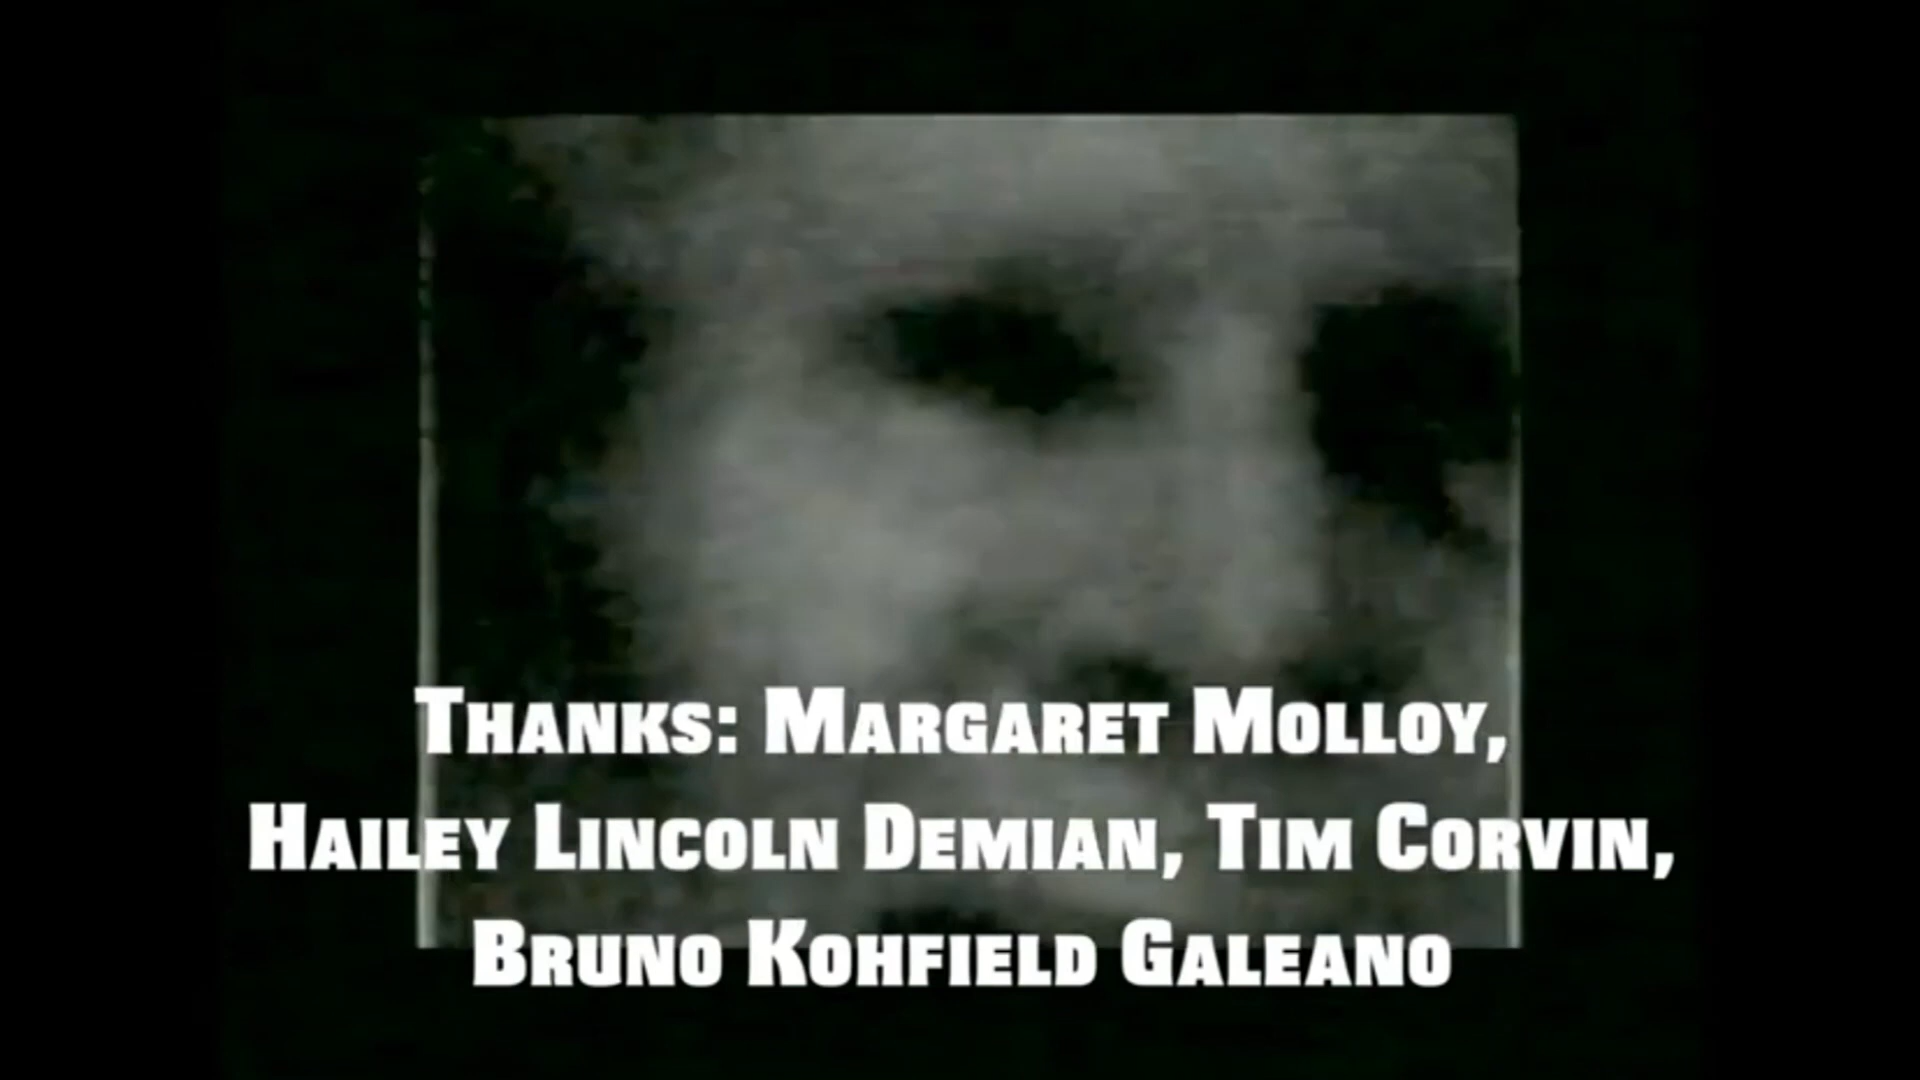 Thanks: Margaret Molloy,
Hailey Lincoln Demian, Tim Corvin,
Bruno Kohfield Galeano